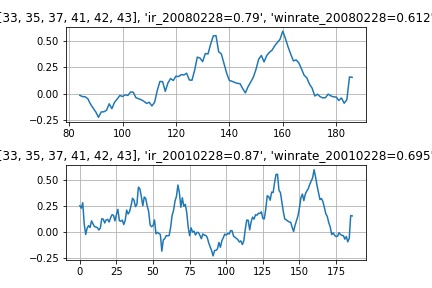 [33, 35, 37, 41, 42, 43], 'ir_20080228=0.79', 'winrate_20080228=0.612'
0.50
0.25
0.00
−0.25
80 100 120 140 160 180
[33, 35, 37, 41, 42, 43], 'ir_20010228=0.87', 'winrate_20010228=0.695'
0.50
0.25
0.00
−0.25
0 25 50 75 100 125 150 175